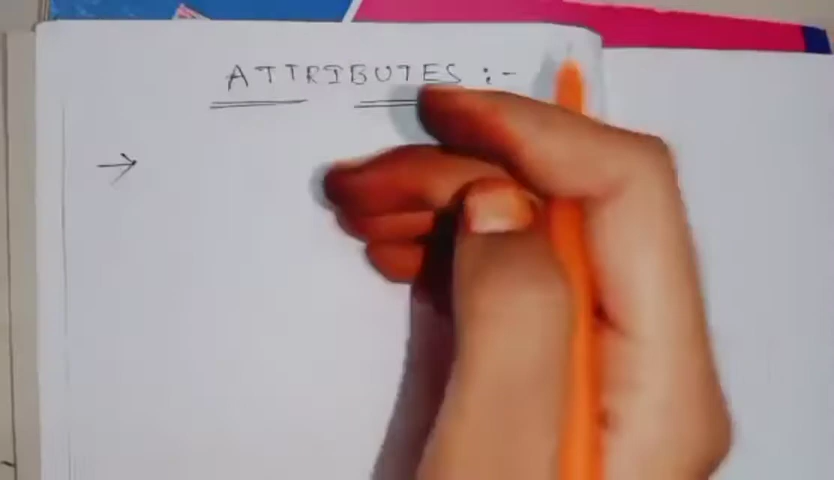 ATTRIBUTES :-
→